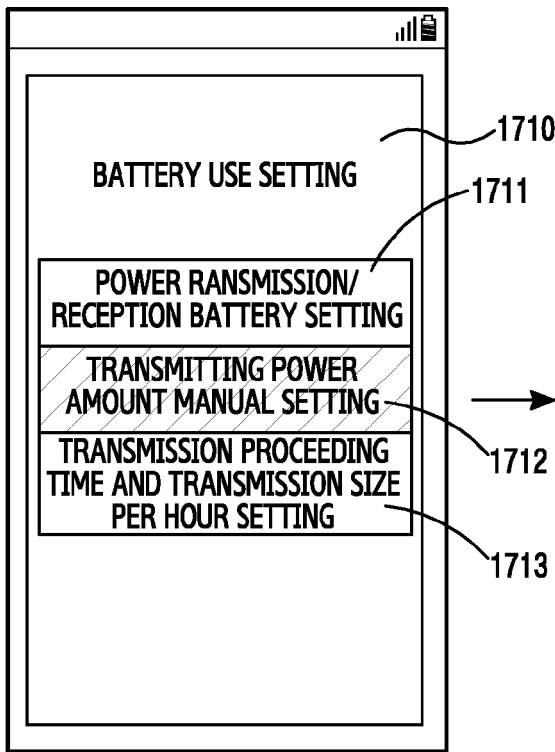 1710
BATTERY USE SETTING
1711
POWER RANSMISSION/
RECEPTION BATTERY SETTING
TRANSMITTING POWER
AMOUNT MANUAL SETTING
1712
TRANSMISSION PROCEEDING
TIME AND TRANSMISSION SIZE
PER HOUR SETTING
1713